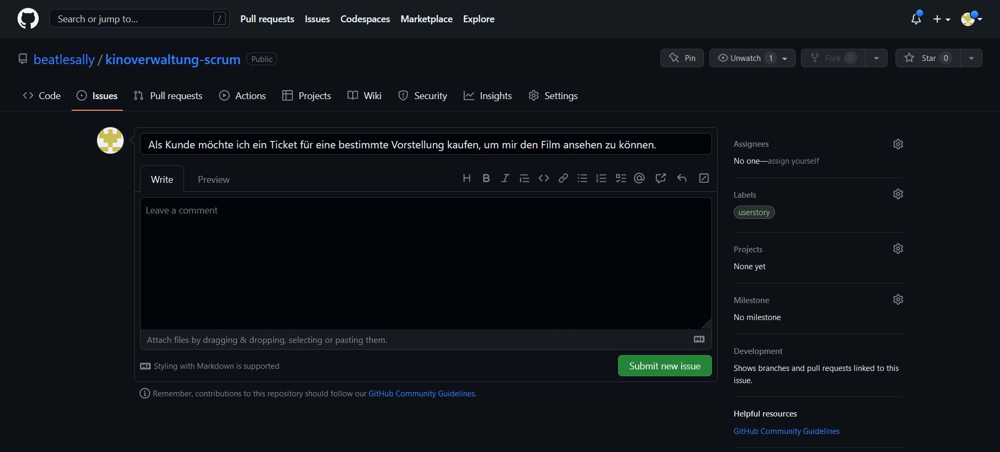 Search or jump to... /
Pull requests Issues Codespaces Marketplace Explore
beatlesally / kinoverwaltung-scrum Public
Pin Unwatch 1 Fork 0 Star 0
Code Issues Pull requests Actions Projects Wiki Security Insights Settings
Als Kunde möchte ich ein Ticket für eine bestimmte Vorstellung kaufen, um mir den Film ansehen zu können.
Write Preview
Leave a comment
Attach files by dragging & dropping, selecting or pasting them.
Styling with Markdown is supported
Submit new issue
Remember, contributions to this repository should follow our GitHub Community Guidelines.
Assignees
No one—assign yourself
Labels
userstory
Projects
None yet
Milestone
No milestone
Development
Shows branches and pull requests linked to this
issue.
Helpful resources
GitHub Community Guidelines